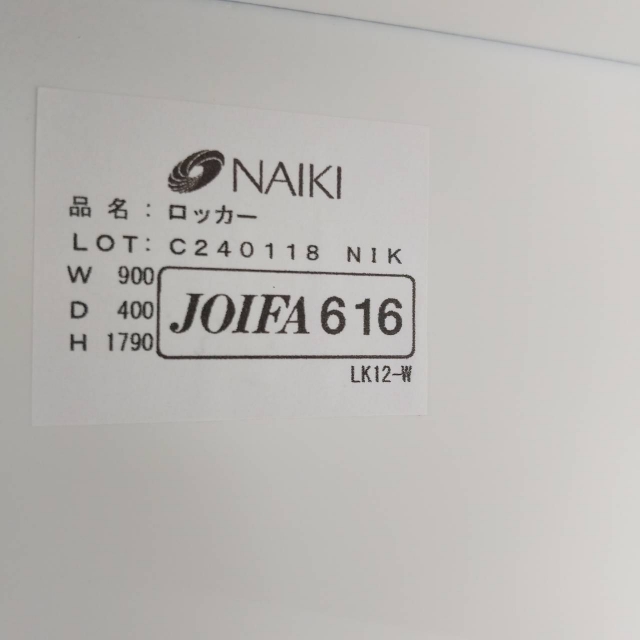 NAIKI
品 名 : ロッカー
LOT: C240118 NIK
W 900
D 400
H 1790
JOIFA 616
LK12-W